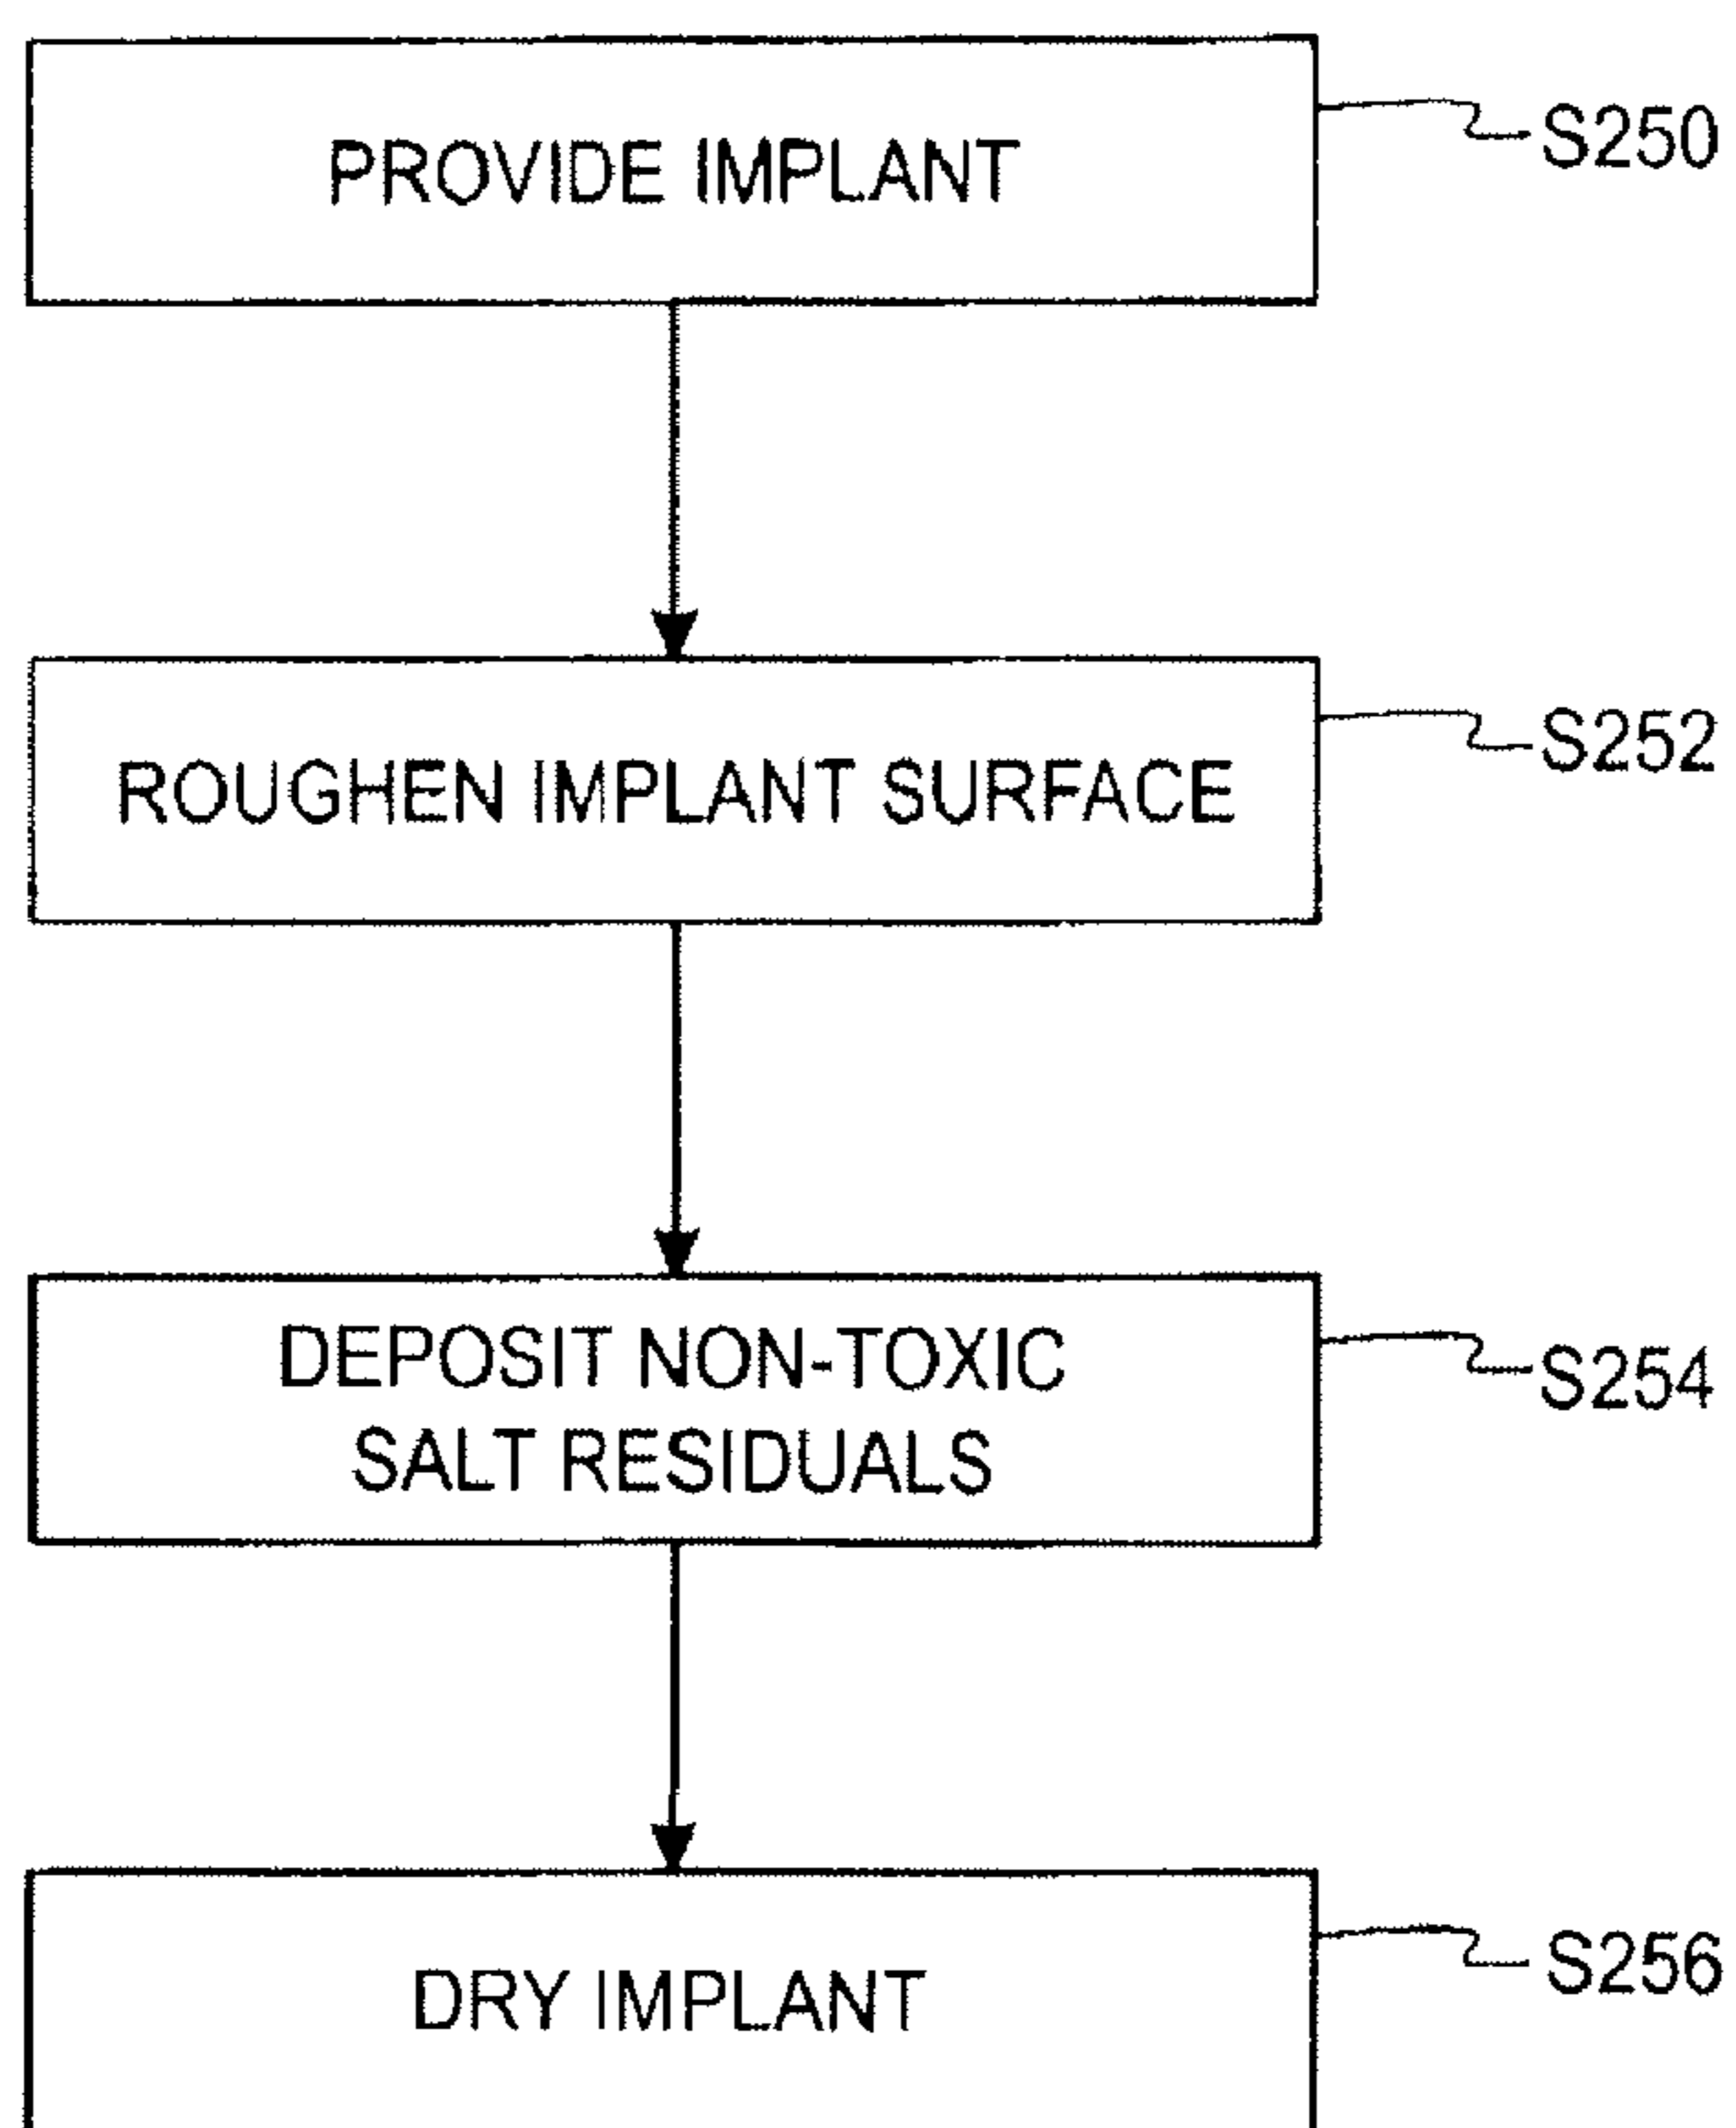 PROVIDE IMPLANT
S250
ROUGHEN IMPLANT SURFACE
S252
DEPOSIT NON-TOXIC
SALT RESIDUALS
S254
DRY IMPLANT
S256